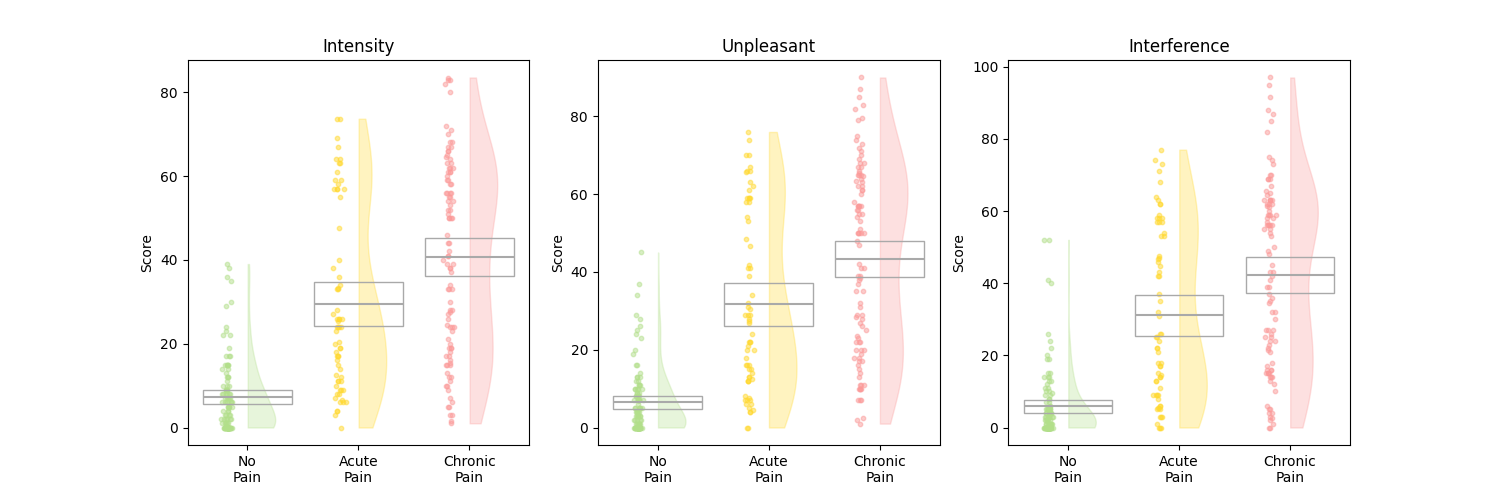 Intensity
Unpleasant
Interference
Score
80
60
40
20
0
No
Pain
Acute
Pain
Chronic
Pain
Score
80
60
40
20
0
No
Pain
Acute
Pain
Chronic
Pain
Score
100
80
60
40
20
0
No
Pain
Acute
Pain
Chronic
Pain